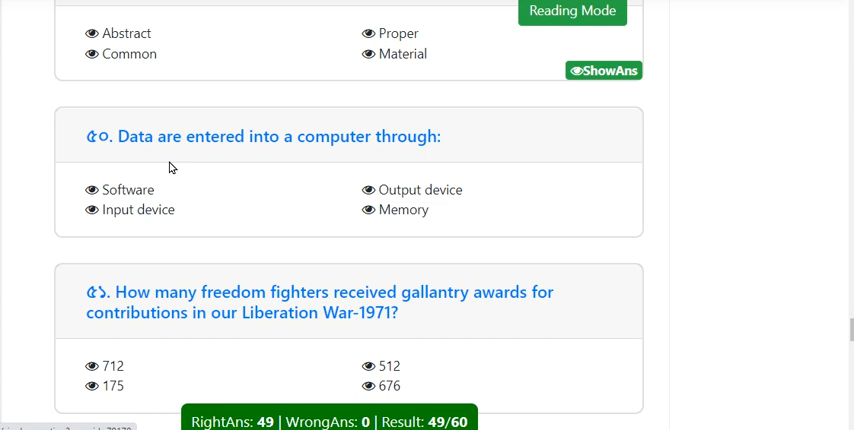 Reading Mode
Abstract
Proper
Common
Material
ShowAns
৫০. Data are entered into a computer through:
Software
Output device
Input device
Memory
৫১. How many freedom fighters received gallantry awards for
contributions in our Liberation War-1971?
712
512
175
676
RightAns: 49 | WrongAns: 0 | Result: 49/60